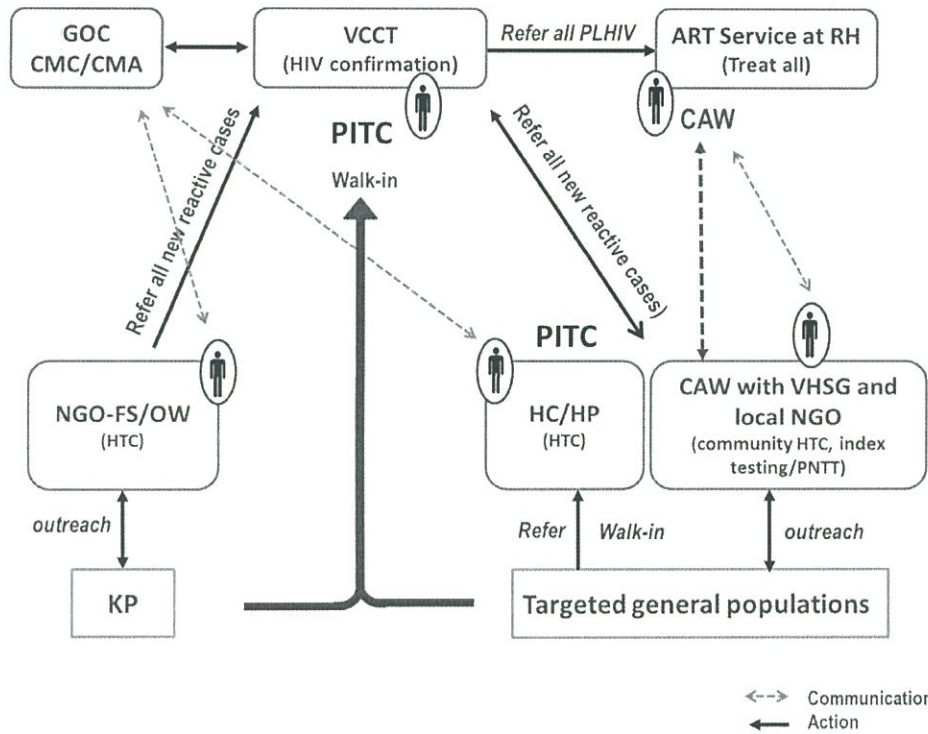 GOC
CMC/CMA
VCCT
(HIV confirmation)
Refer all PLHIV
ART Service at RH
(Treat all)
CAW
PITC
Walk-in
Refer all new reactive cases
Refer all new reactive cases)
PITC
NGO-FS/OW
(HTC)
HC/HP
(HTC)
CAW with VHSG and
local NGO
(community HTC, index
testing/PNTT)
outreach
Refer
Walk-in
outreach
KP
Targeted general populations
Communication
Action